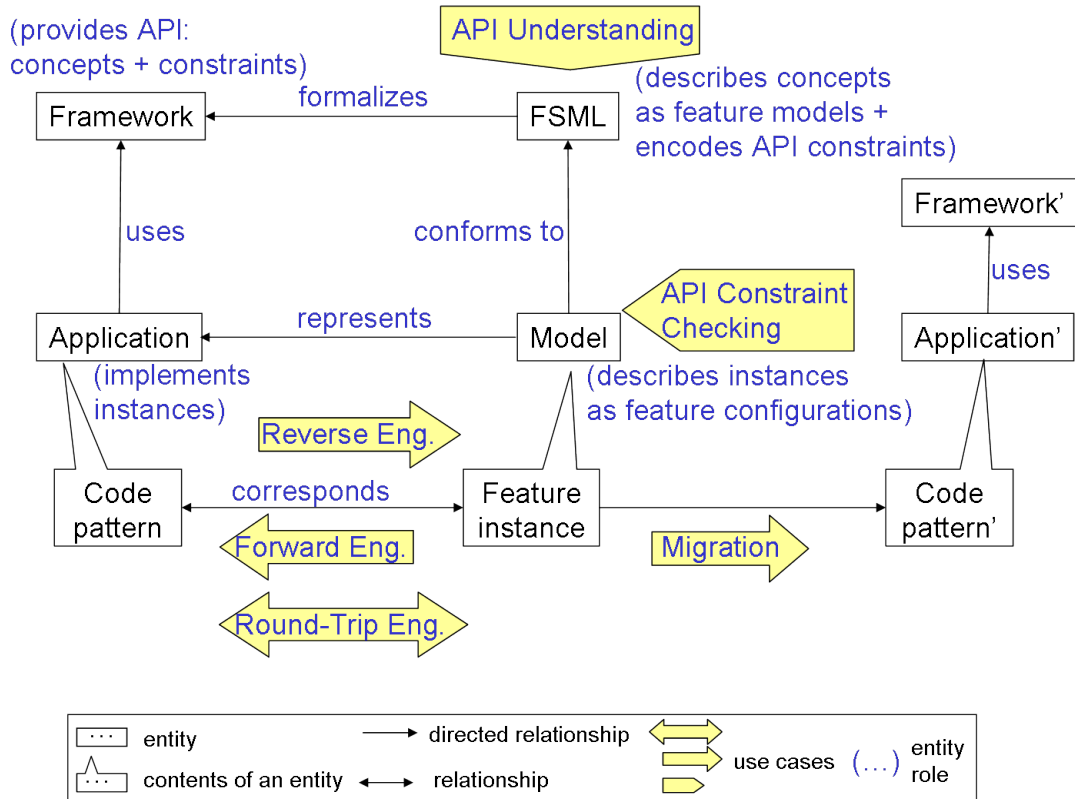 (provides API:
concepts + constraints)
API Understanding
(describes concepts
as feature models +
encodes API constraints)
Framework
formalizes
FSML
Framework’
uses
conforms to
uses
API Constraint
Checking
Application
represents
Model
Application’
(implements
instances)
(describes instances
as feature configurations)
Reverse Eng.
Code
pattern
corresponds
Feature
instance
Code
pattern’
Forward Eng.
Migration
Round-Trip Eng.
... entity
directed relationship
use cases
(...) entity
role
... contents of an entity
relationship